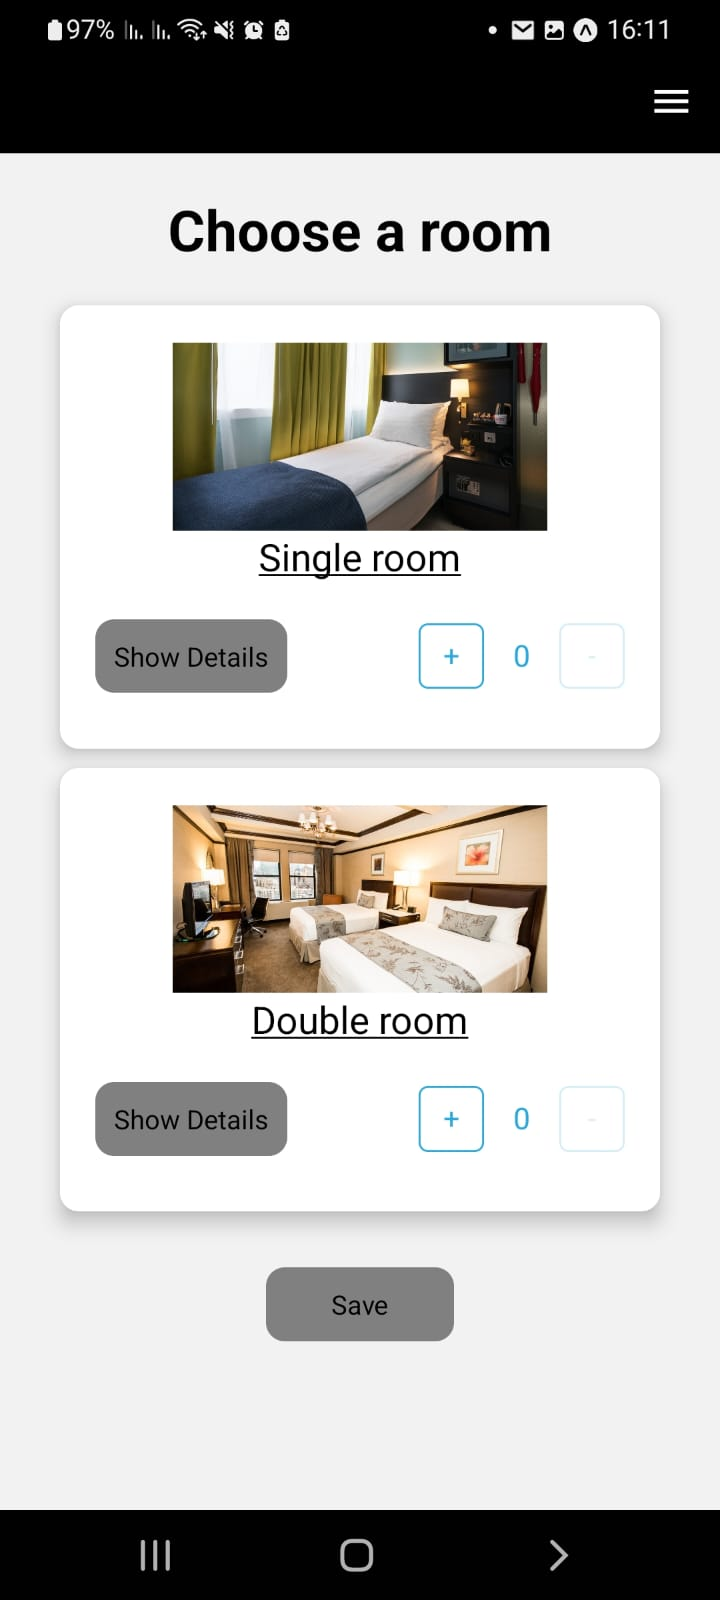 97% 16:11
Choose a room
Single room
Show Details + 0 -
Double room
Show Details + 0 -
Save